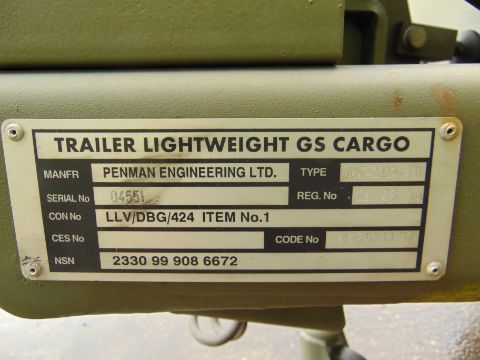 TRAILER LIGHTWEIGHT GS CARGO
MANFR PENMAN ENGINEERING LTD. TYPE
SERIAL No 04551 REG. No
CON No LLV/DBG/424 ITEM No.1
CES No CODE No
NSN 2330 99 908 6672